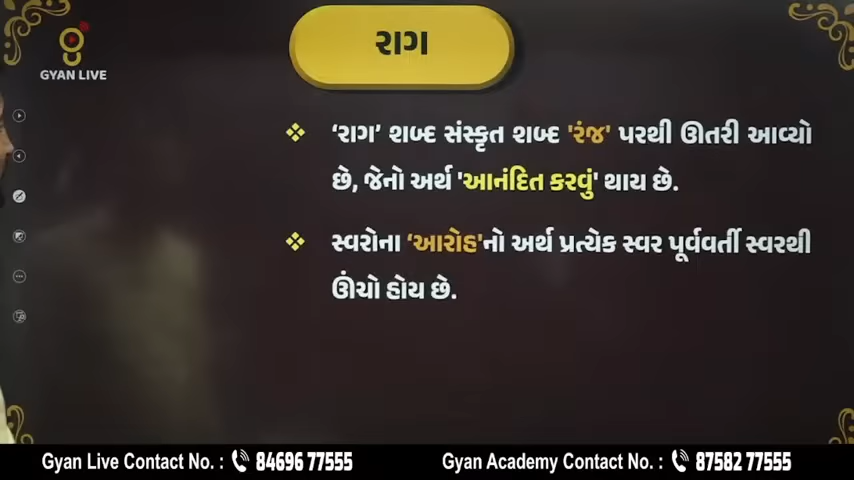 રાગ
GYAN LIVE
❖ 'રાગ' શબ્દ સંસ્કૃત શબ્દ 'રંજ' પરથી ઊતરી આવ્યો
છે, જેનો અર્થ 'આનંદિત કરવું' થાય છે.
❖ સ્વરોના 'આરોહ'નો અર્થ પ્રત્યેક સ્વર પૂર્વવર્તી સ્વરથી
ઊંચો હોય છે.
Gyan Live Contact No. : 84696 77555
Gyan Academy Contact No. : 87582 77555